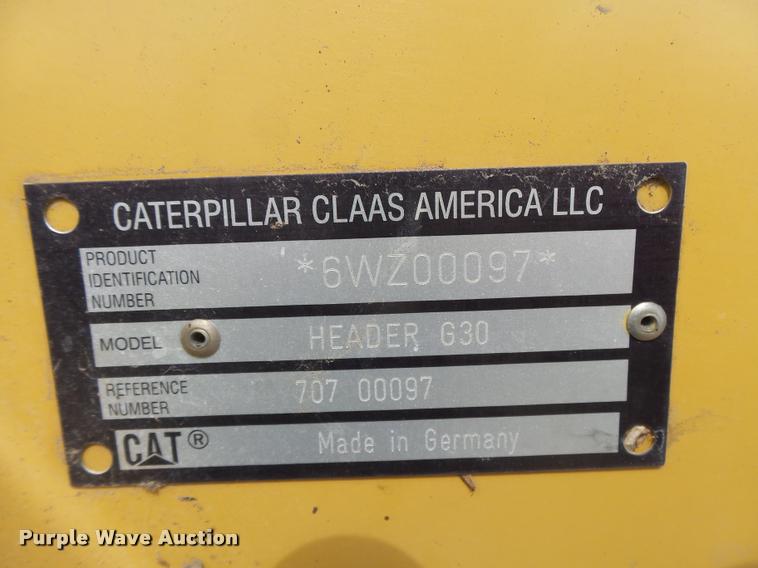 CATERPILLAR CLAAS AMERICA LLC
PRODUCT IDENTIFICATION NUMBER
*6WZ00097*
MODEL HEADER G30
REFERENCE NUMBER
707 00097
CAT® Made in Germany
Purple Wave Auction